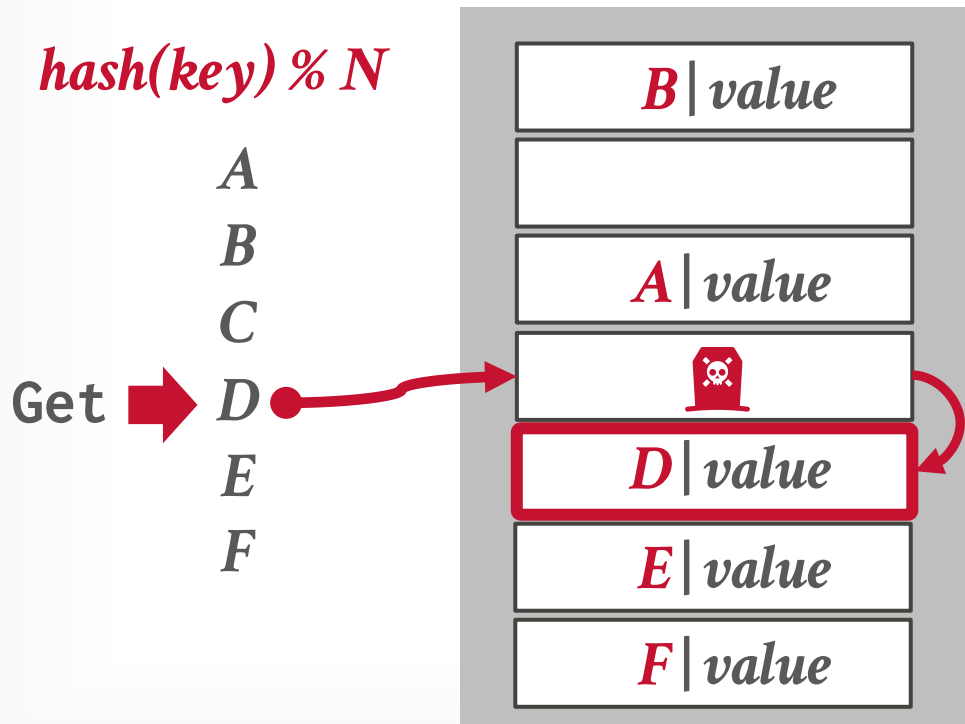 hash(key) % N
A
B
C
Get D
E
F
B|value
A|value
D|value
E|value
F|value